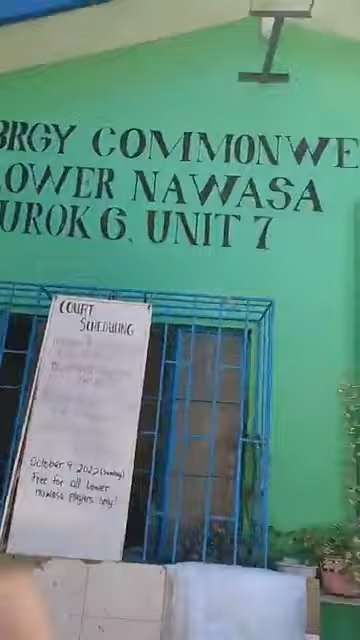 BRGY COMMONWE
LOWER NAWASA
UROK 6, UNIT 7
COURT
SCHEDULING
October 9 2022 (Sunday)
Free for all Lower
nawasa players only!